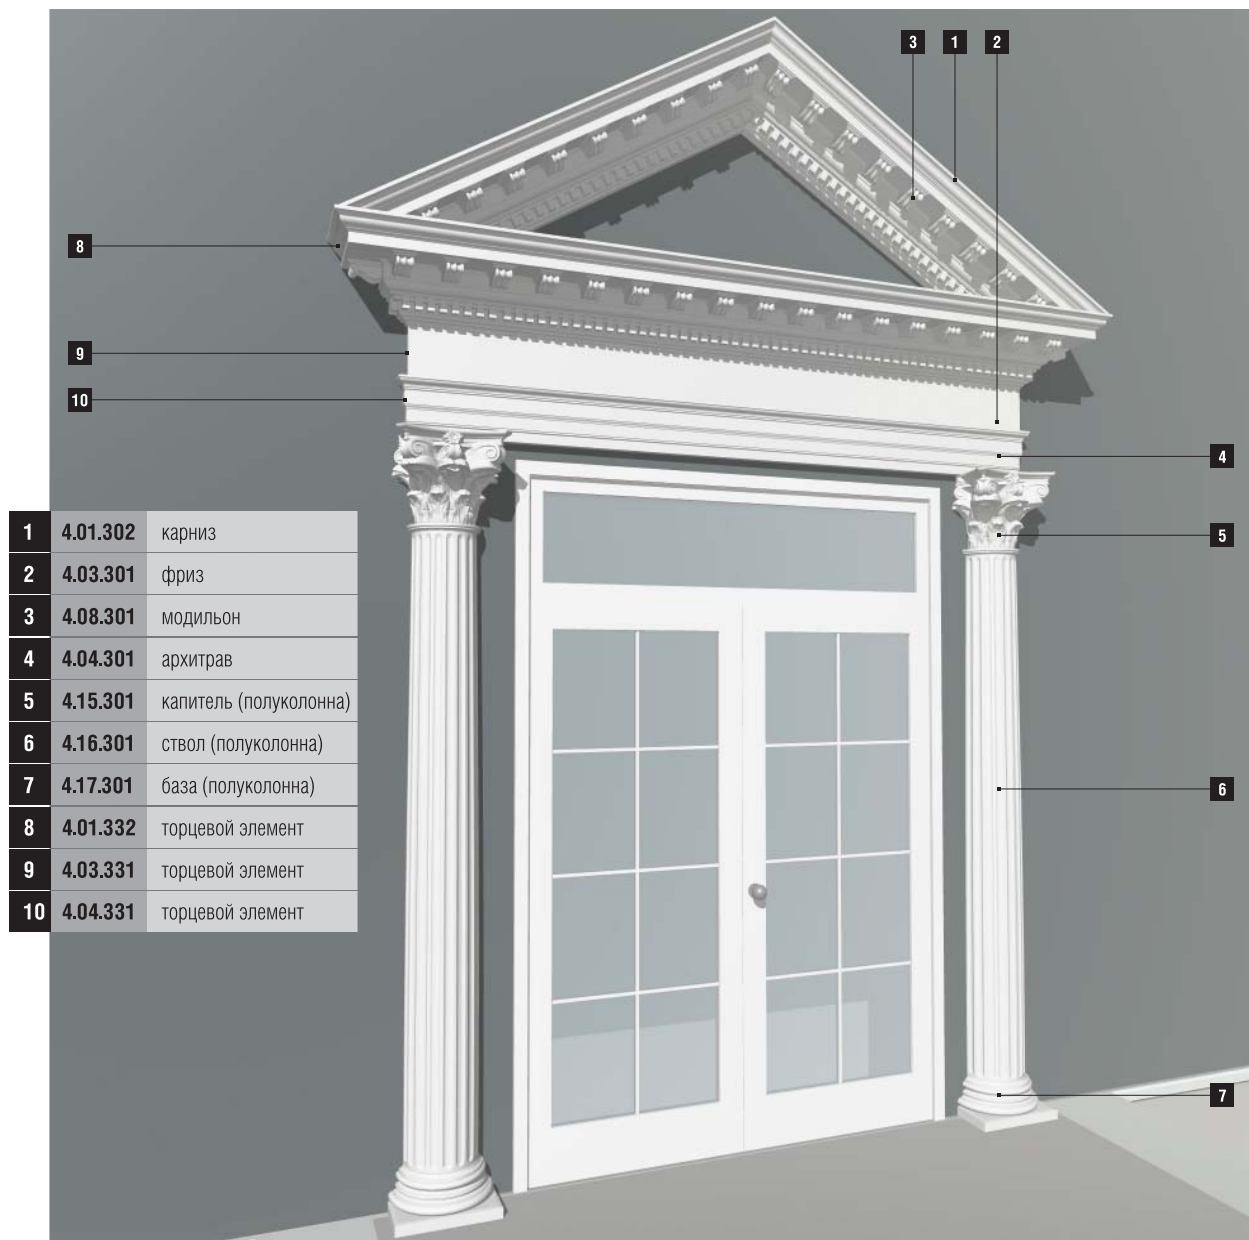 3 1 2
8
9
10
4
5
6
7
1 4.01.302 карниз
2 4.03.301 фриз
3 4.08.301 модильон
4 4.04.301 архитрав
5 4.15.301 капитель (полуколонна)
6 4.16.301 ствол (полуколонна)
7 4.17.301 база (полуколонна)
8 4.01.332 торцевой элемент
9 4.03.331 торцевой элемент
10 4.04.331 торцевой элемент